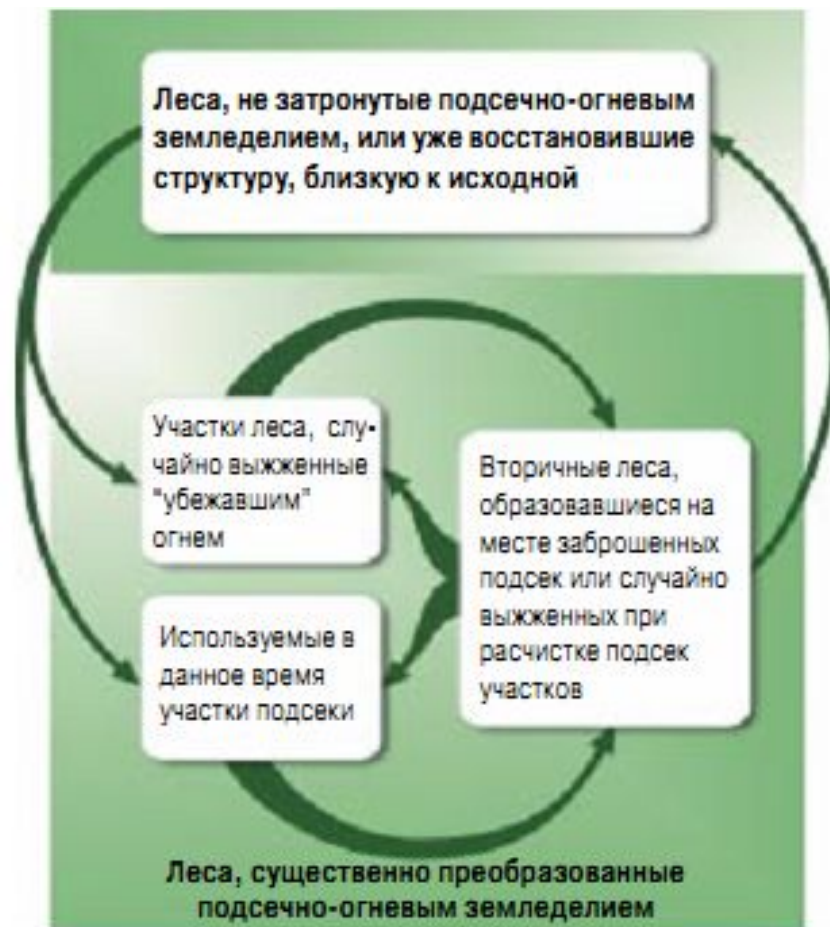 Леса, не затронутые подсечно-огневым
земледелием, или уже восстановившие
структуру, близкую к исходной
Участки леса, слу-
чайно выжженные
"убежавшим"
огнем
Вторичные леса,
образовавшиеся на
месте заброшенных
подсек или случайно
выжженных при
расчистке подсек
участков
Используемые в
данное время
участки подсеки
Леса, существенно преобразованные
подсечно-огневым земледелием